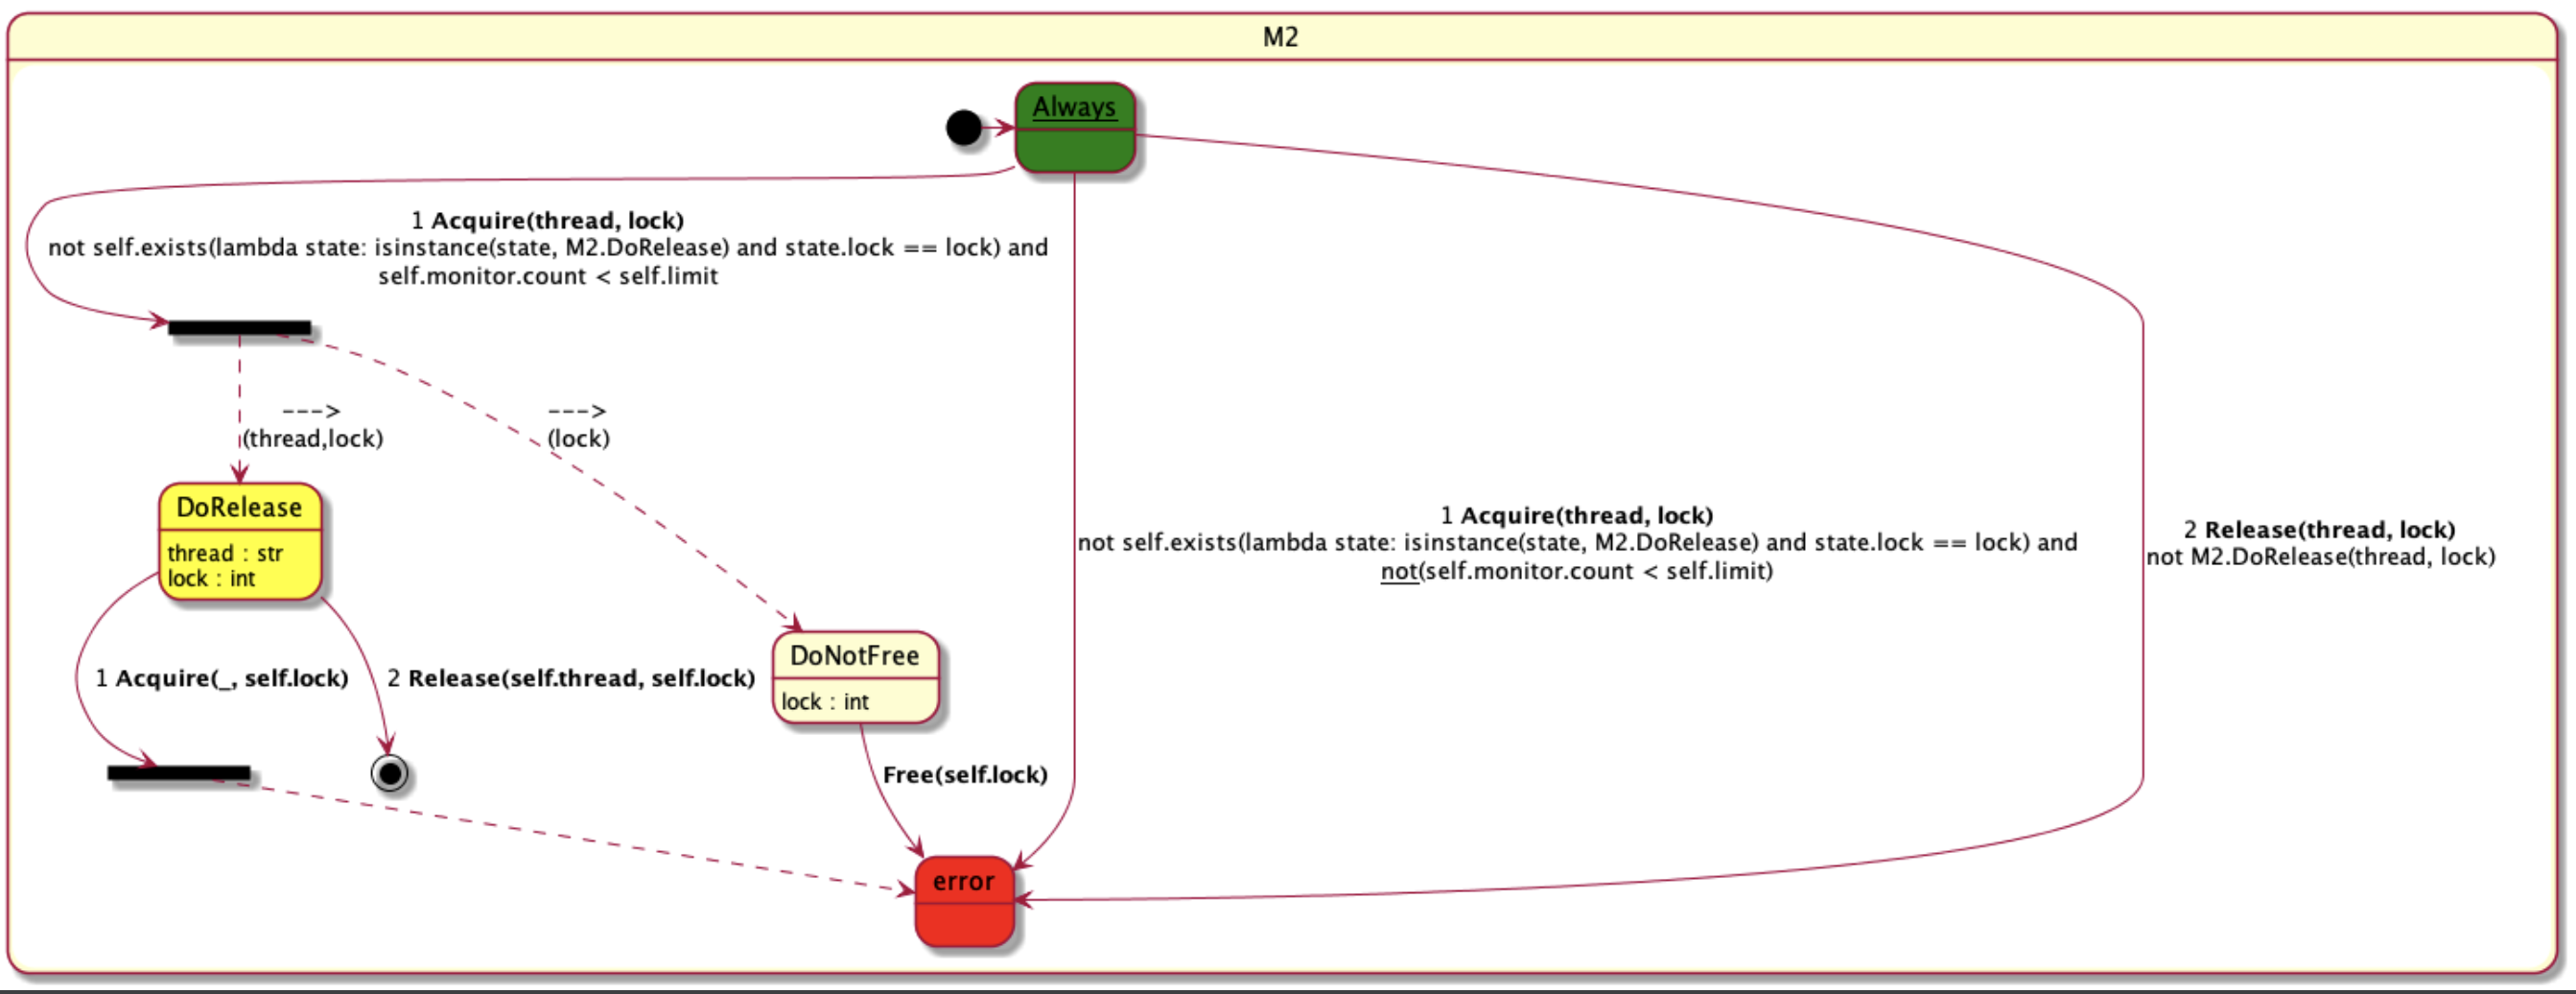 M2
Always
1 Acquire(thread, lock)
not self.exists(lambda state: isinstance(state, M2.DoRelease) and state.lock == lock) and
self.monitor.count < self.limit
--->
(thread,lock)
--->
(lock)
DoRelease
thread : str
lock : int
1 Acquire(thread, lock)
not self.exists(lambda state: isinstance(state, M2.DoRelease) and state.lock == lock) and
not(self.monitor.count < self.limit)
2 Release(thread, lock)
not M2.DoRelease(thread, lock)
1 Acquire(_, self.lock)
2 Release(self.thread, self.lock)
DoNotFree
lock : int
Free(self.lock)
error